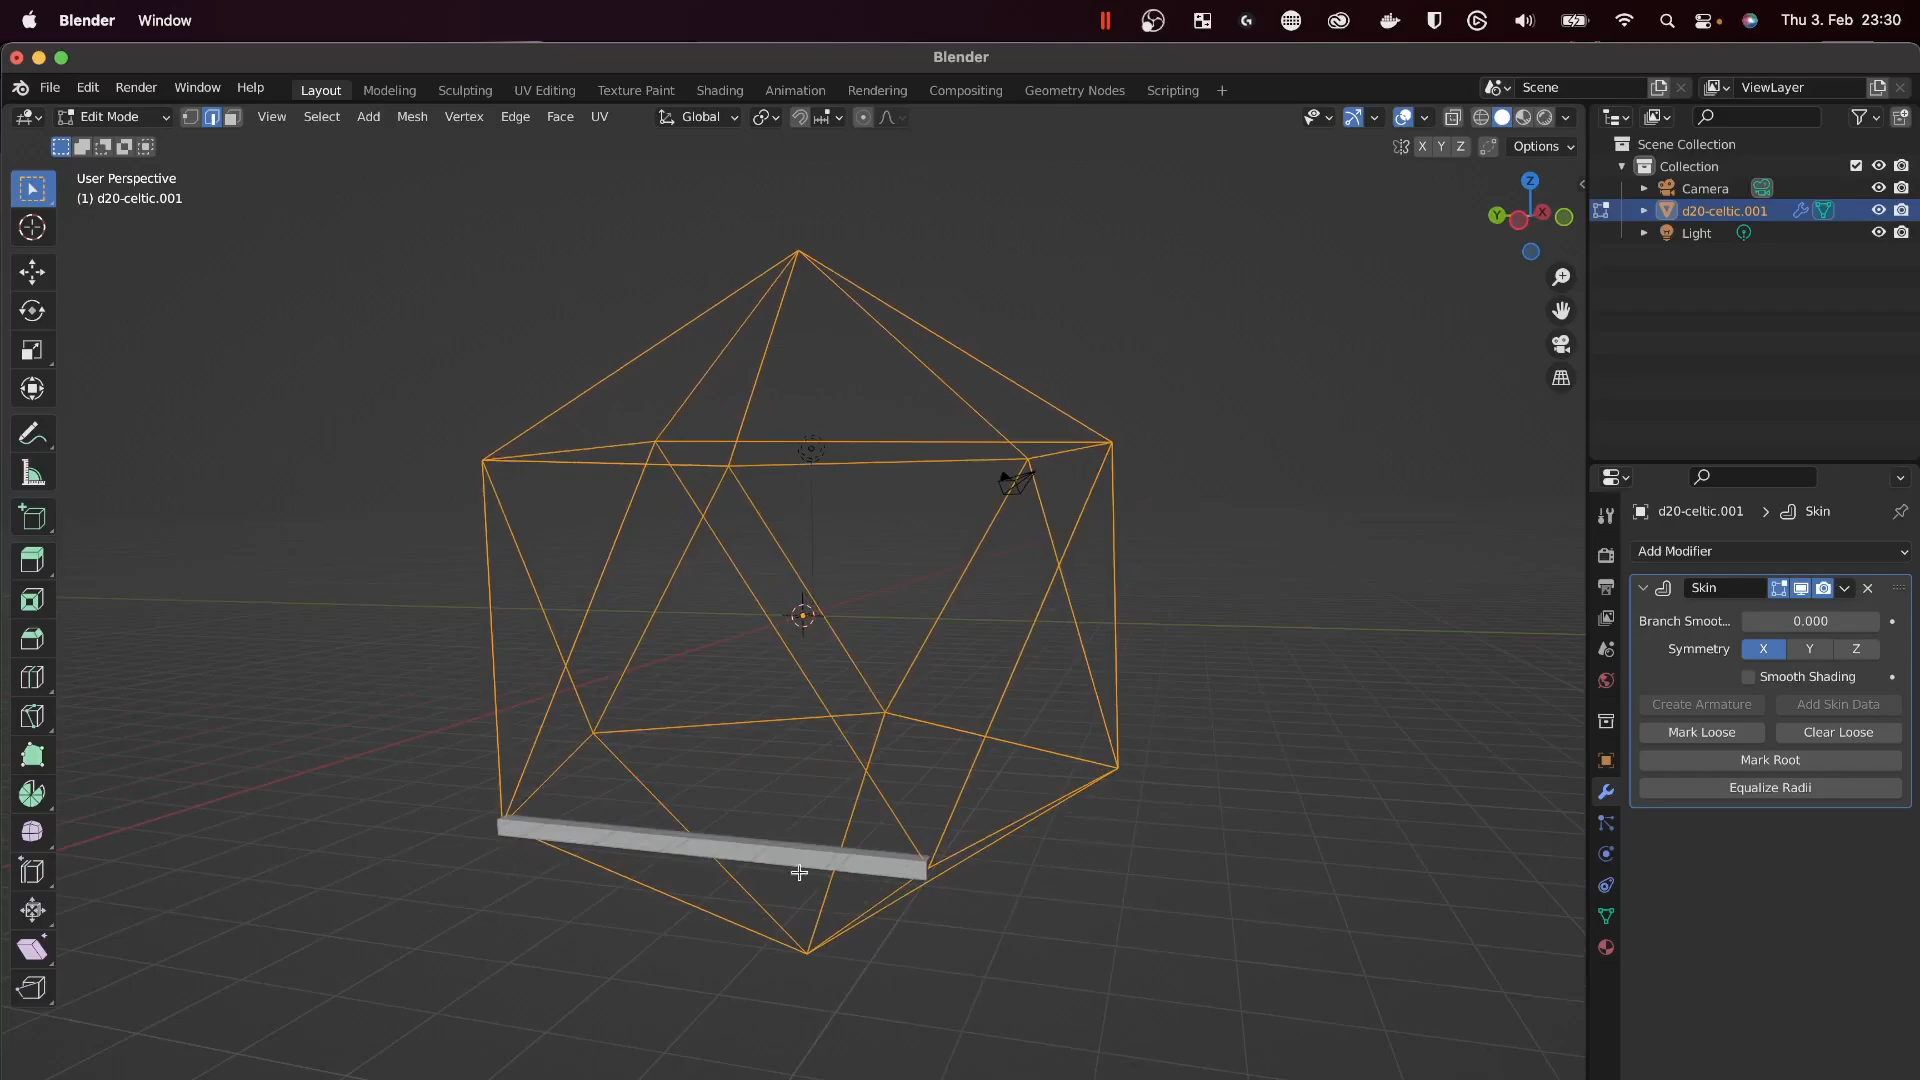 Blender Window Thu 3. Feb 23:30
Blender
File Edit Render Window Help Layout Modeling Sculpting UV Editing Texture Paint Shading Animation Rendering Compositing Geometry Nodes Scripting + Scene ViewLayer
Edit Mode View Select Add Mesh Vertex Edge Face UV Global
X Y Z Options
User Perspective
(1) d20-celtic.001
Z
Y X
Scene Collection
Collection
Camera
d20-celtic.001
Light
d20-celtic.001 > Skin
Add Modifier
Skin
Branch Smoot... 0.000
Symmetry X Y Z
Smooth Shading
Create Armature Add Skin Data
Mark Loose Clear Loose
Mark Root
Equalize Radii